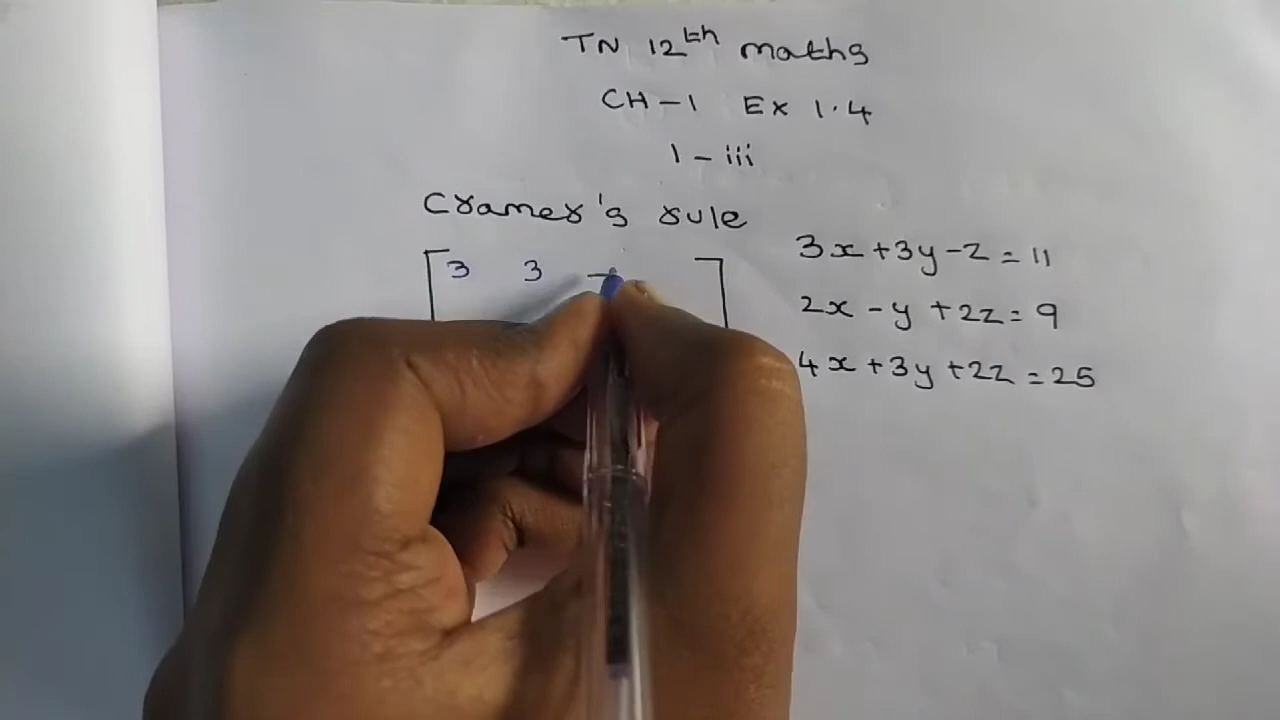 TN 12th maths
CH-1 Ex 1.4
1-iii
Cramer's rule
3 3 -
3x+3y-z=11
2x-y+2z=9
4x+3y+2z=25